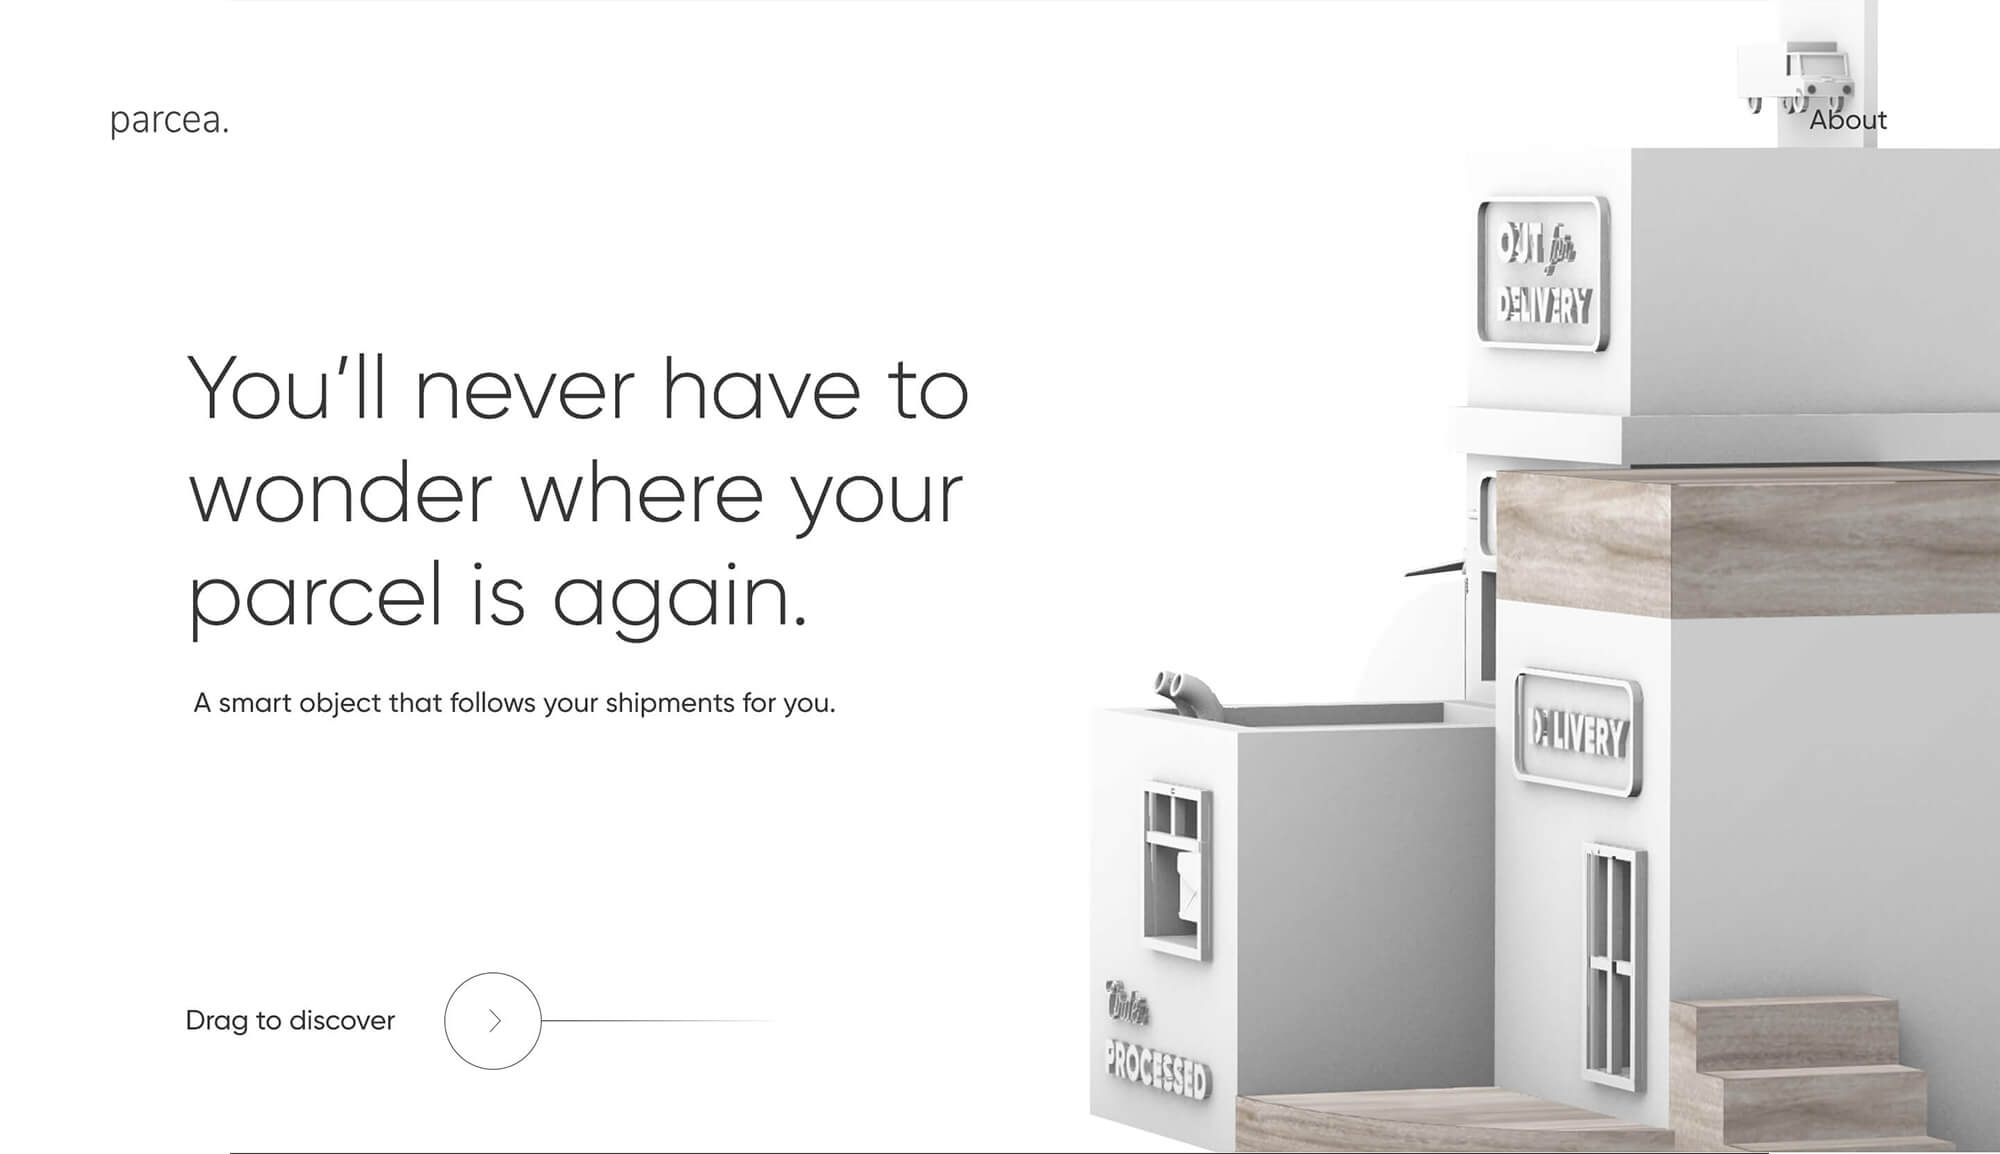 parcea.
About
You’ll never have to
wonder where your
parcel is again.
A smart object that follows your shipments for you.
Drag to discover
OUT for
DELIVERY
DELIVERY
Order
PROCESSED